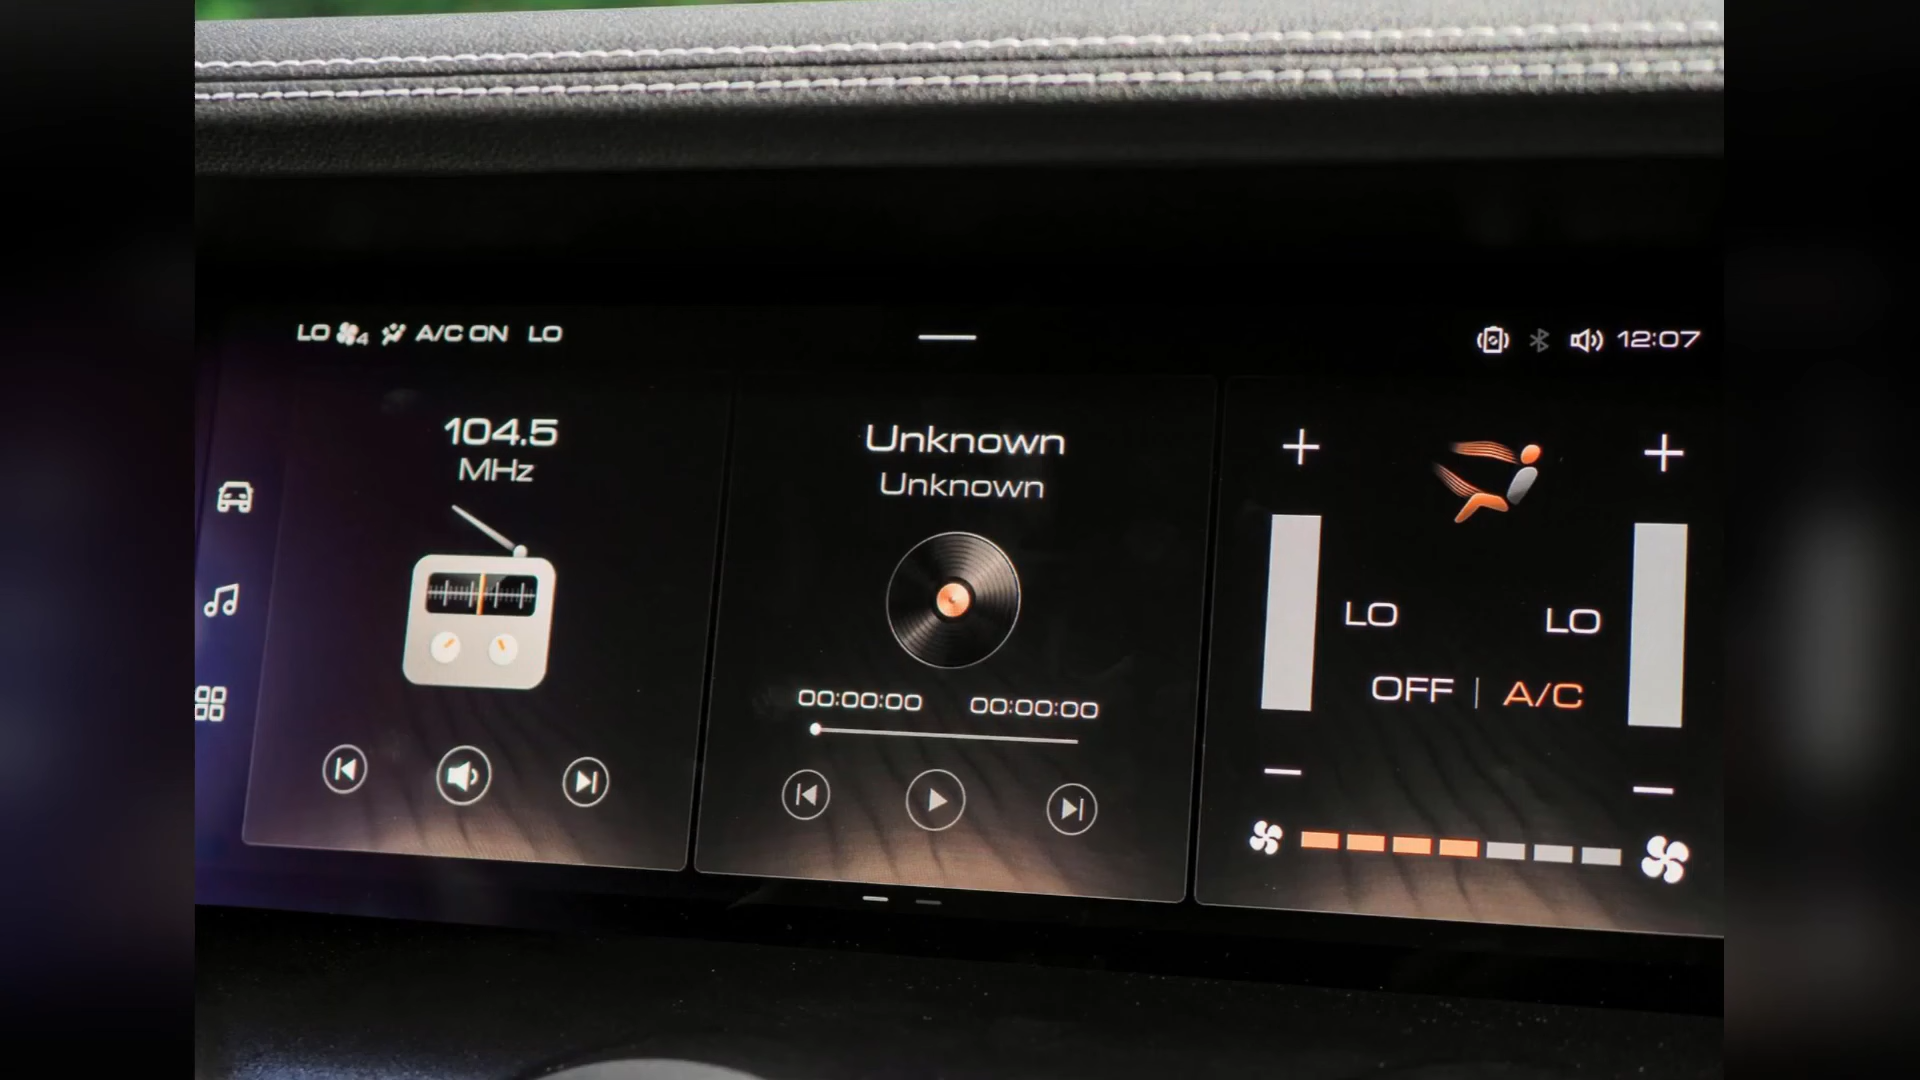 LO 4 A/C ON LO
12:07
104.5
MHz
Unknown
Unknown
00:00:00 00:00:00
LO LO
OFF | A/C